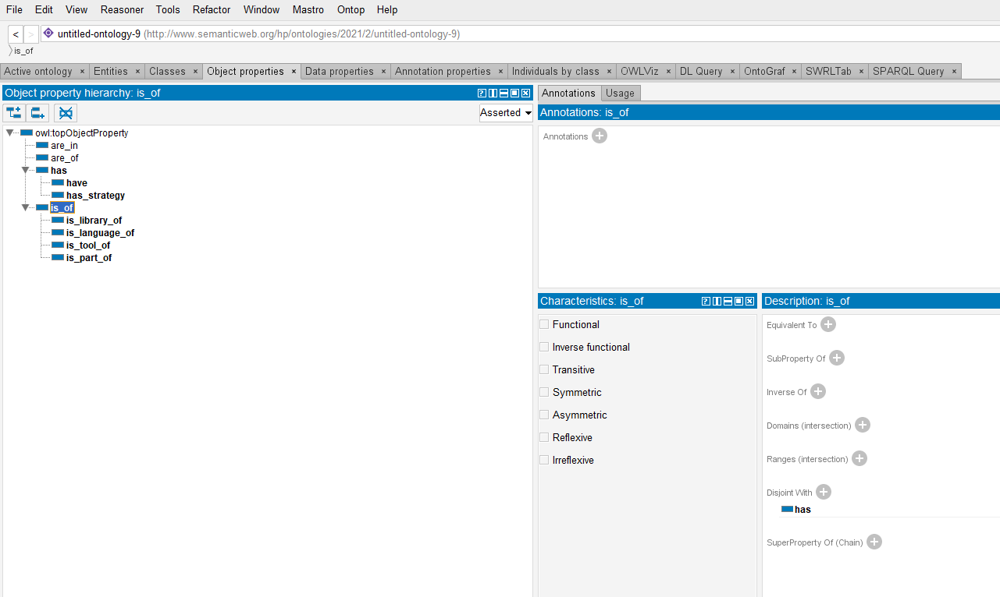 File Edit View Reasoner Tools Refactor Window Mastro Ontop Help
< > untitled-ontology-9 (http://www.semanticweb.org/hp/ontologies/2021/2/untitled-ontology-9)
is_of
Active ontology × Entities × Classes × Object properties × Data properties × Annotation properties × Individuals by class × OWLViz × DL Query × OntoGraf × SWRLTab × SPARQL Query ×
Object property hierarchy: is_of
Asserted
owl:topObjectProperty
are_in
are_of
has
have
has_strategy
is_of
is_library_of
is_language_of
is_tool_of
is_part_of
Annotations Usage
Annotations: is_of
Annotations
Characteristics: is_of
Functional
Inverse functional
Transitive
Symmetric
Asymmetric
Reflexive
Irreflexive
Description: is_of
Equivalent To
SubProperty Of
Inverse Of
Domains (intersection)
Ranges (intersection)
Disjoint With
has
SuperProperty Of (Chain)